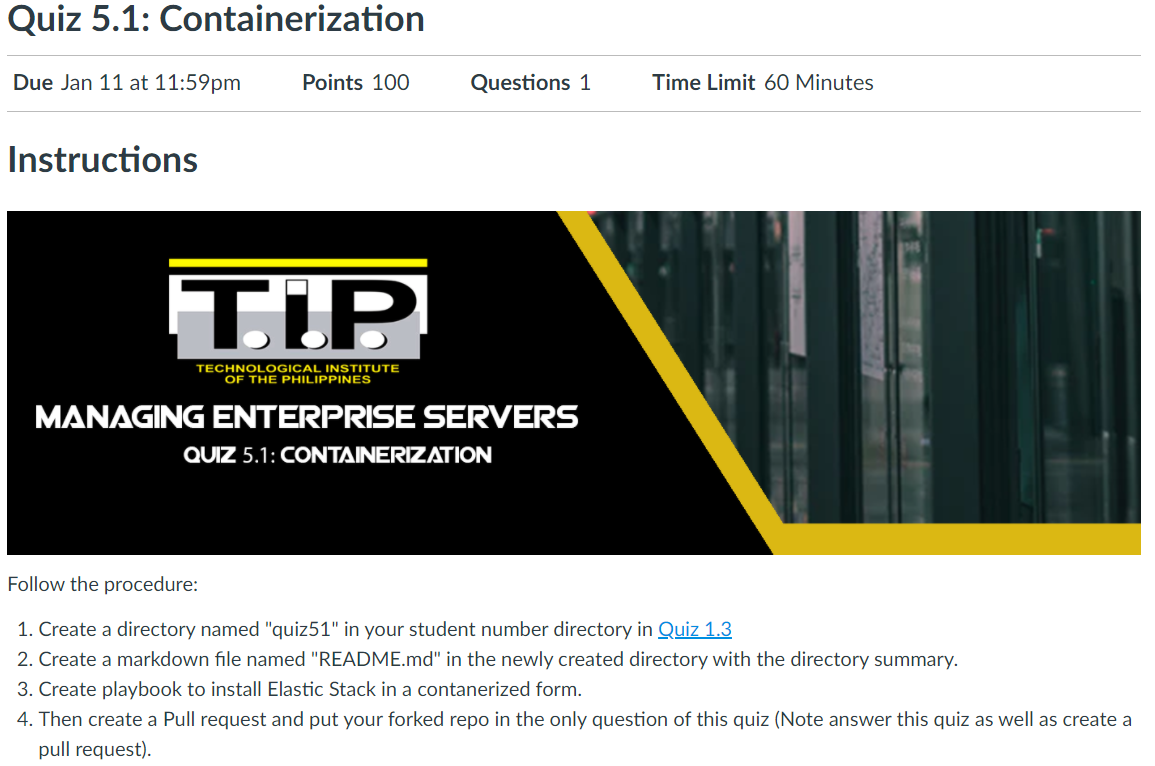 Quiz 5.1: Containerization
Due Jan 11 at 11:59pm Points 100 Questions 1 Time Limit 60 Minutes
Instructions
T.I.P.
TECHNOLOGICAL INSTITUTE
OF THE PHILIPPINES
MANAGING ENTERPRISE SERVERS
QUIZ 5.1: CONTAINERIZATION
Follow the procedure:
1. Create a directory named "quiz51" in your student number directory in Quiz 1.3
2. Create a markdown file named "README.md" in the newly created directory with the directory summary.
3. Create playbook to install Elastic Stack in a contanerized form.
4. Then create a Pull request and put your forked repo in the only question of this quiz (Note answer this quiz as well as create a
pull request).